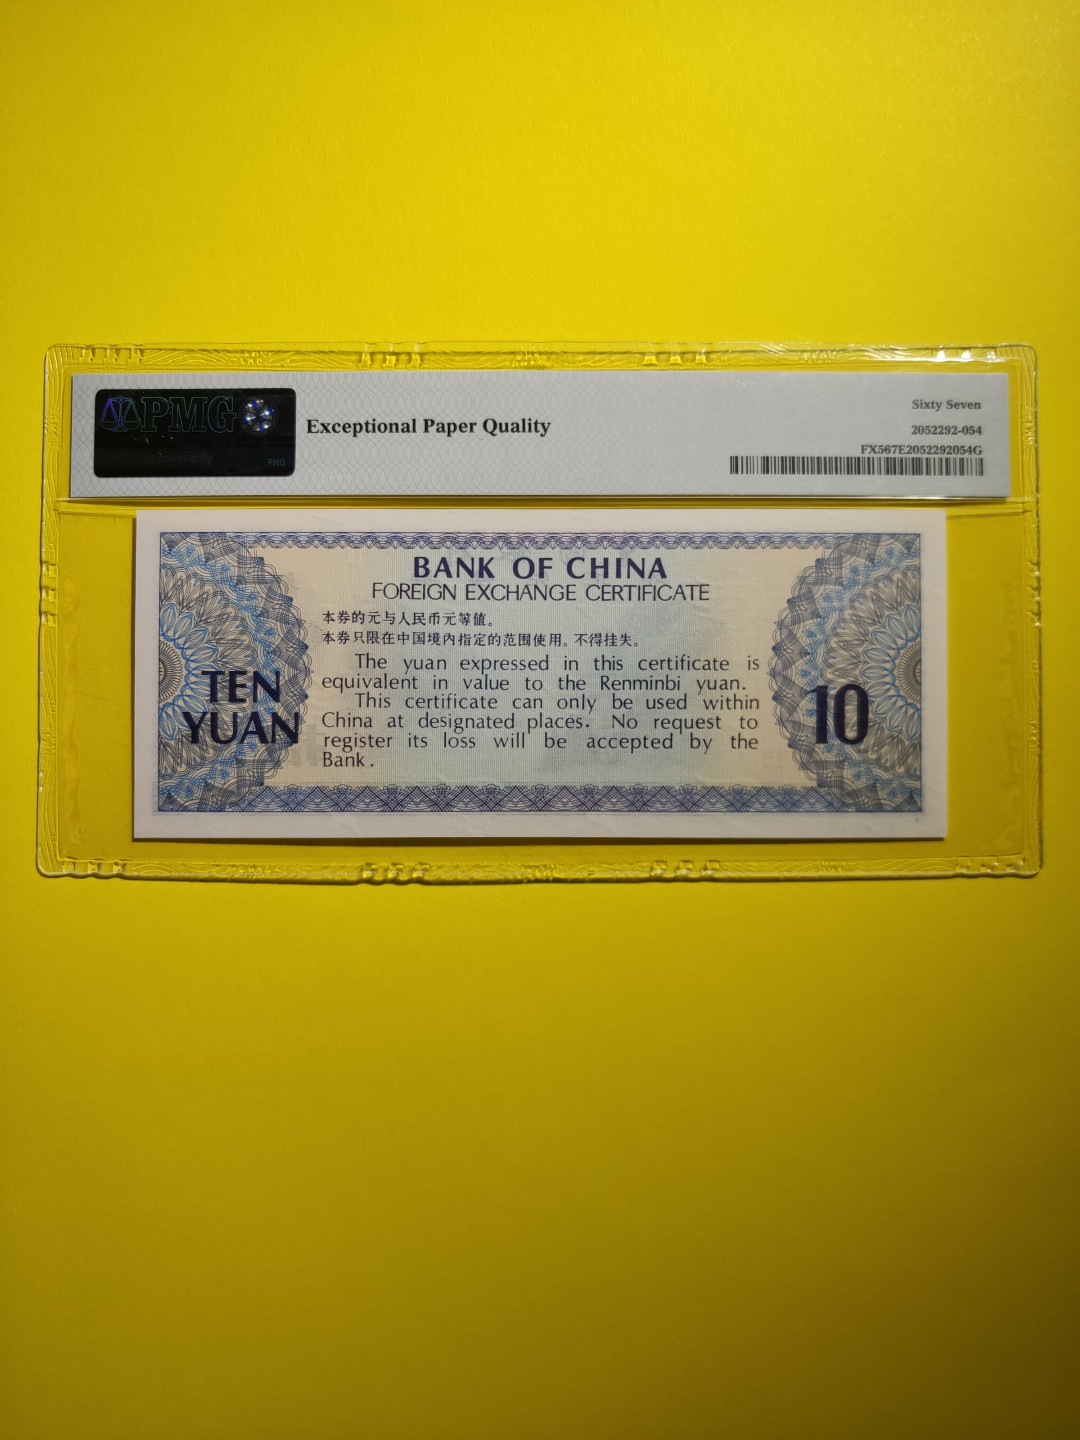 PMG
PNG
Exceptional Paper Quality
Sixty Seven
2052292-054
FX567E2052292054G
BANK OF CHINA
FOREIGN EXCHANGE CERTIFICATE
本券的元与人民币元等值。
本券只限在中国境内指定的范围使用。不得挂失。
The yuan expressed in this certificate is
equivalent in value to the Renminbi yuan.
This certificate can only be used within
China at designated places. No request to
register its loss will be accepted by the
Bank.
TEN
YUAN
10